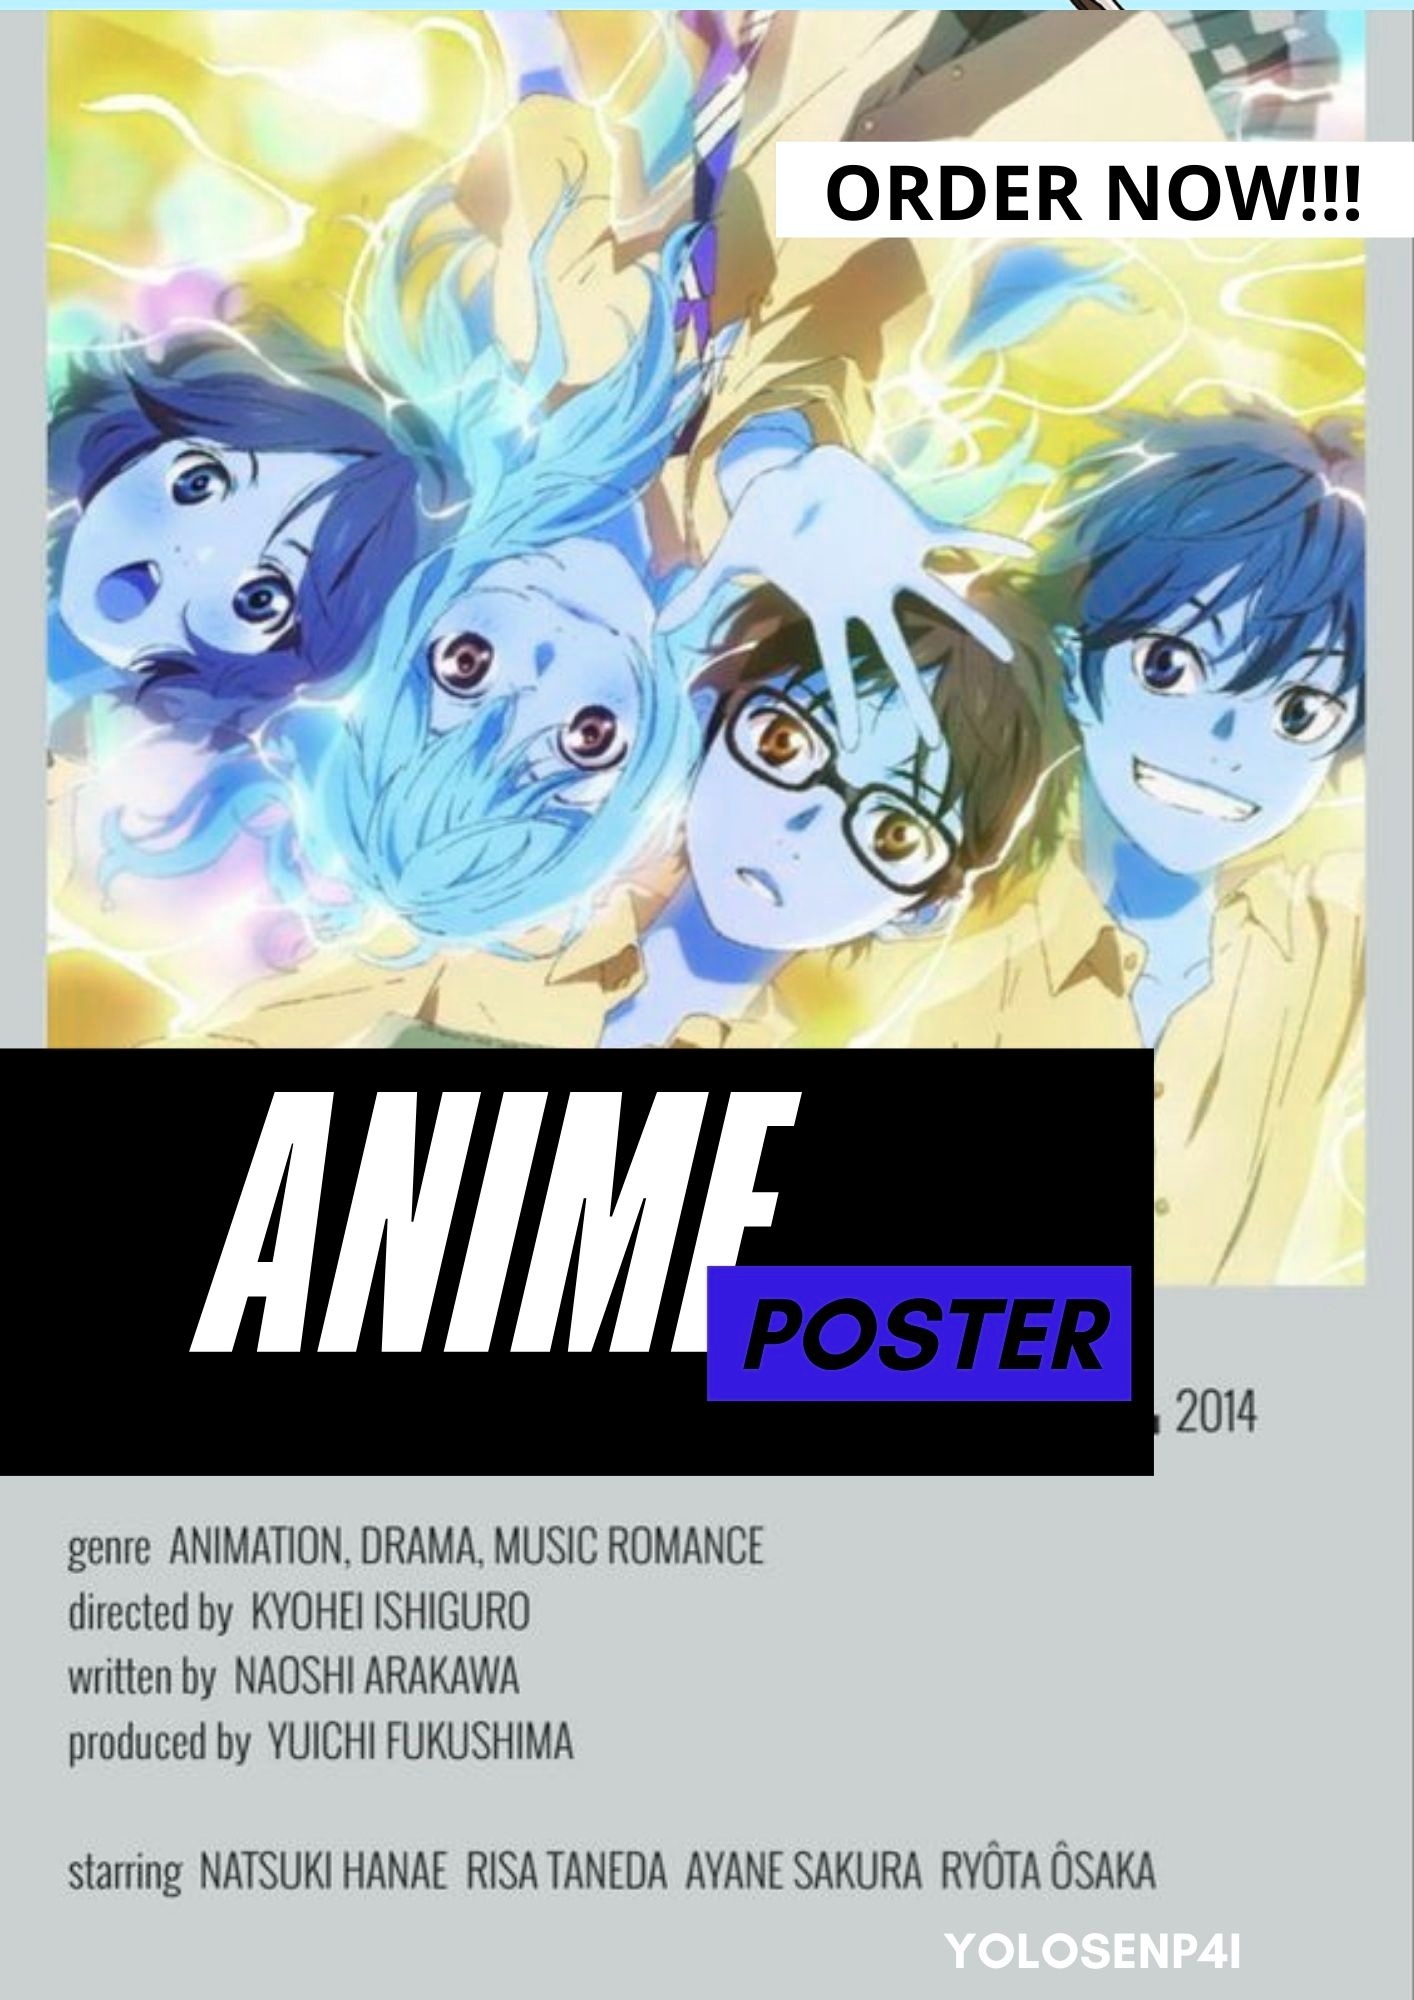 ORDER NOW!!!
ANIME
POSTER
2014
genre ANIMATION, DRAMA, MUSIC ROMANCE
directed by KYOHEI ISHIGURO
written by NAOSHI ARAKAWA
produced by YUICHI FUKUSHIMA
starring NATSUKI HANAE RISA TANEDA AYANE SAKURA RYÔTA ÔSAKA
YOLOSENP4I